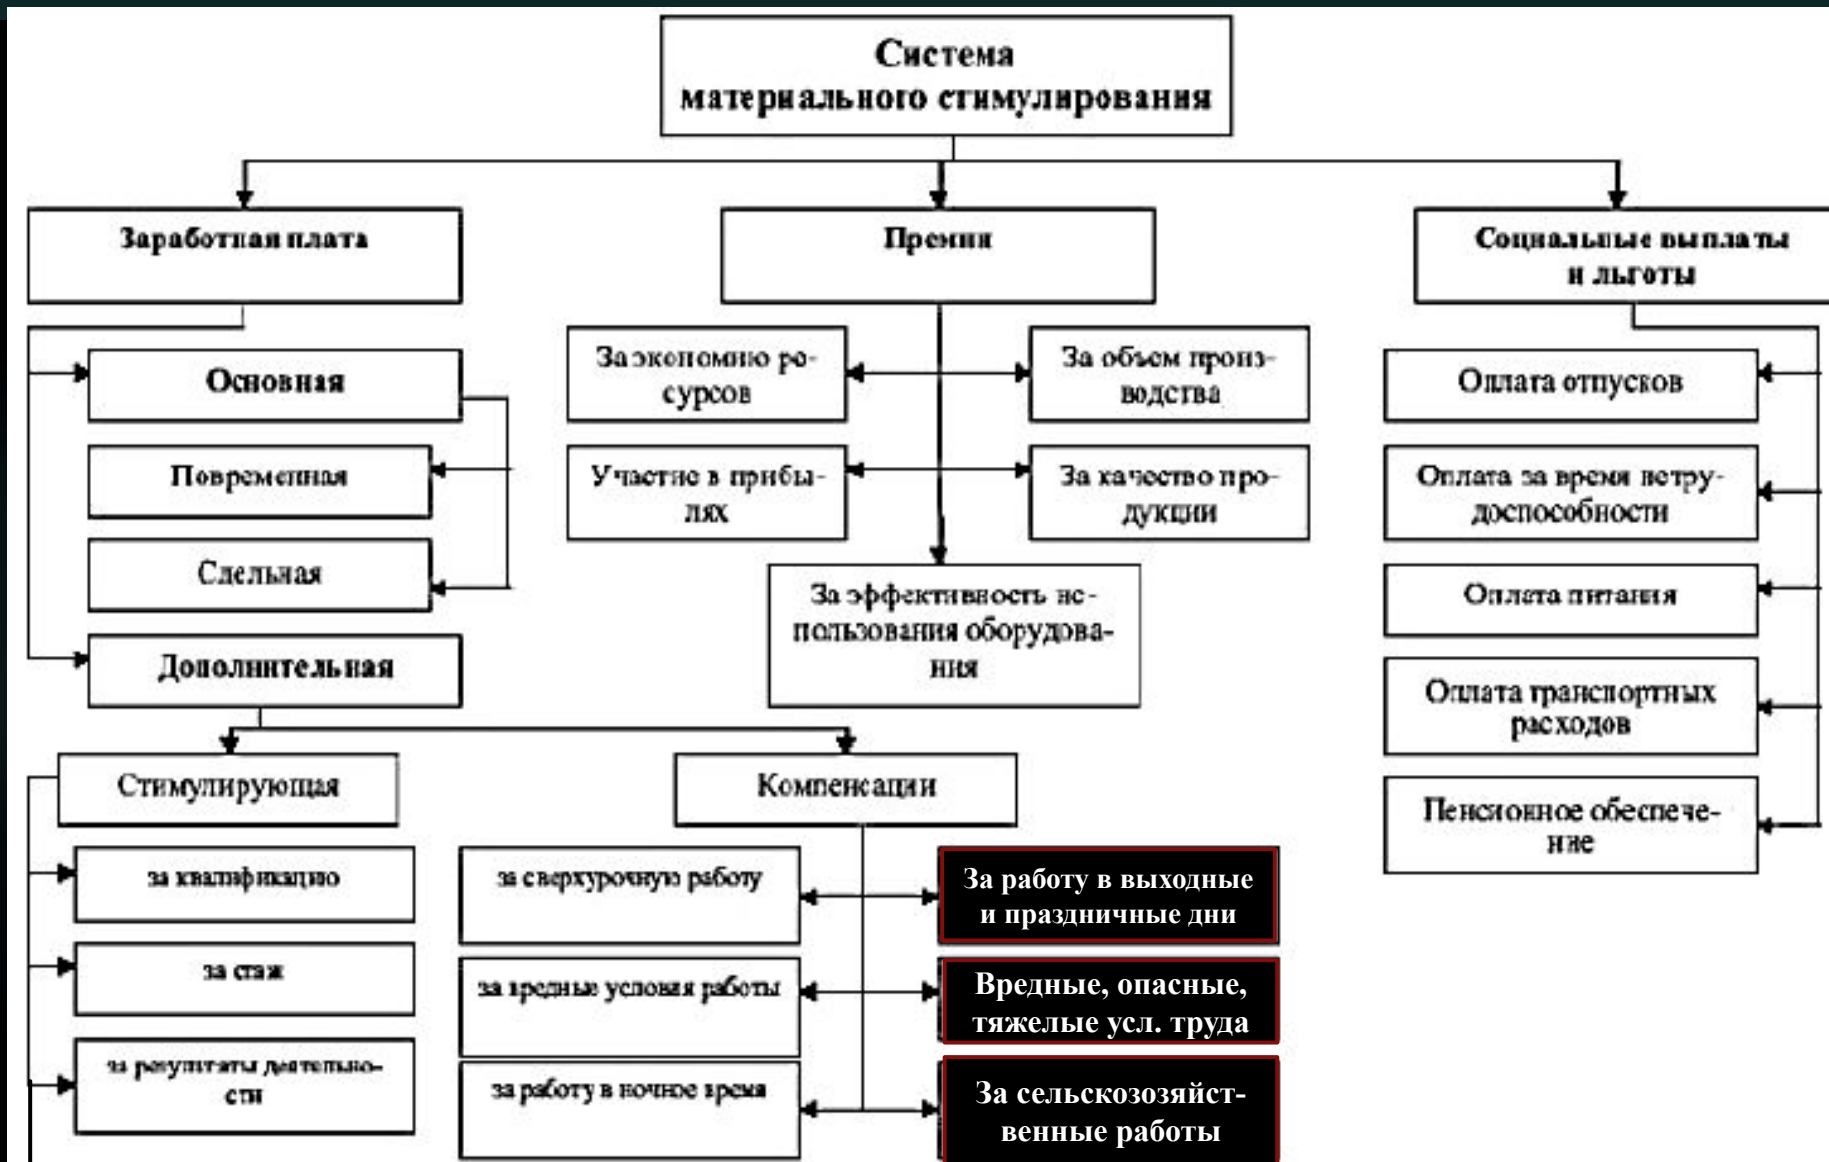 Система
материального стимулирования
Заработная плата
Премии
Социальные выплаты
и льготы
Основная
Повременная
Сдельная
Дополнительная
За экономию ре-
сурсов
За объем произ-
водства
Участие в прибы-
лях
За качество про-
дукции
За эффективность ис-
пользования оборудова-
ния
Оплата отпусков
Оплата за время нетру-
доспособности
Оплата питания
Оплата транспортных
расходов
Пенсионное обеспече-
ние
Стимулирующая
за квалификацию
за стаж
за результаты деятельно-
сти
Компенсации
за сверхурочную работу
За работу в выходные
и праздничные дни
за вредные условия работы
Вредные, опасные,
тяжелые усл. труда
за работу в ночное время
За сельскозозяйст-
венные работы